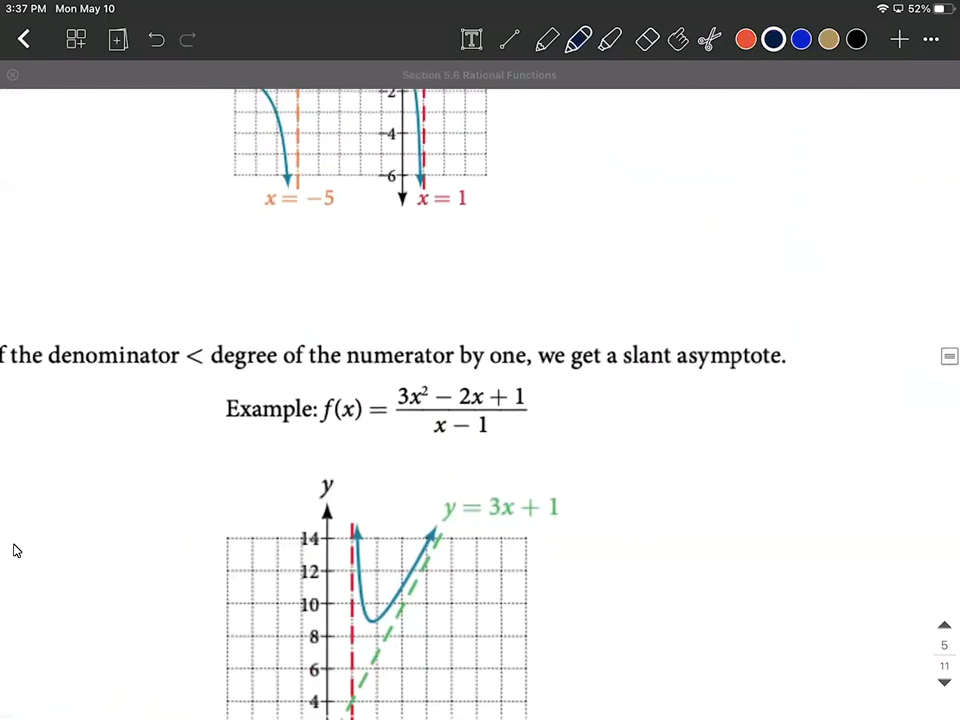 3:37 PM Mon May 10
52%
T
Section 5.6 Rational Functions
-2
-4
-6
x = −5
x = 1
f the denominator < degree of the numerator by one, we get a slant asymptote.
Example: f(x) = 3x² − 2x + 1
x − 1
y
y = 3x + 1
14
12
10
8
6
4
5
11